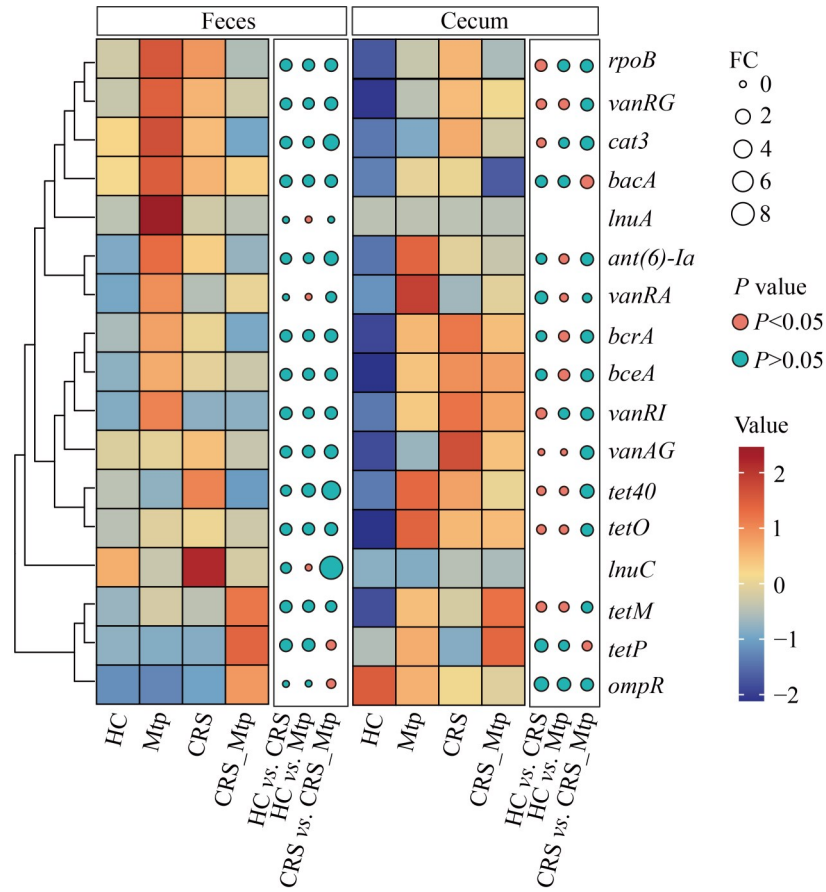 Feces
Cecum
rpoB
vanRG
cat3
bacA
lnuA
ant(6)-Ia
vanRA
bcrA
bceA
vanRI
vanAG
tet40
tetO
lnuC
tetM
tetP
ompR
HC
Mtp
CRS
CRS_Mtp
HC vs. CRS
HC vs. Mtp
CRS vs. CRS_Mtp
HC
Mtp
CRS
CRS_Mtp
HC vs. CRS
HC vs. Mtp
CRS vs. CRS_Mtp
FC
0
2
4
6
8
P value
P<0.05
P>0.05
Value
2
1
0
−1
−2